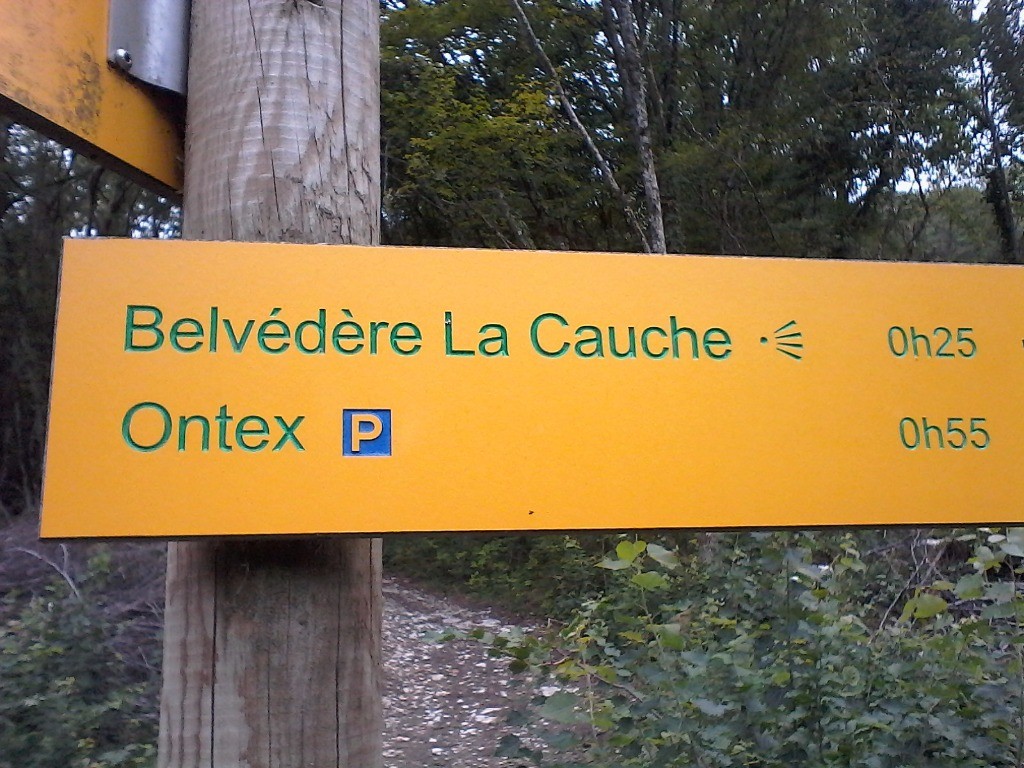 Belvédère La Cauche 0h25
Ontex P 0h55